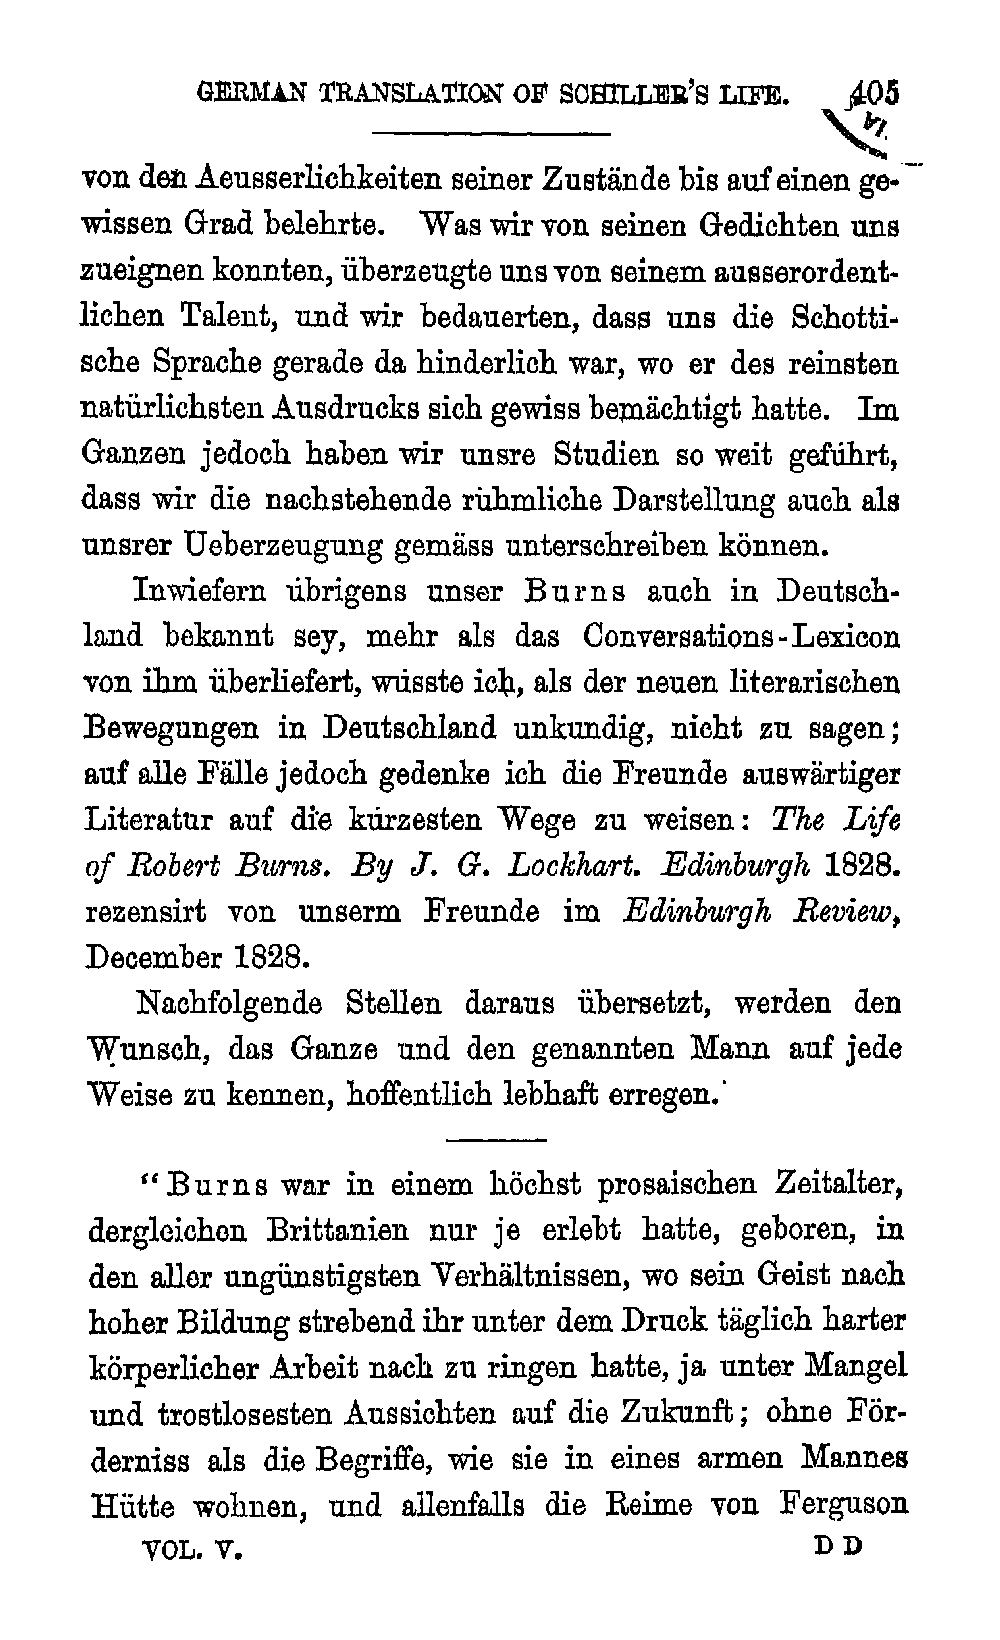 GERMAN TRANSLATION OF SCHILLER'S LIFE. 405
von den Aeusserlichkeiten seiner Zustände bis auf einen ge-
wissen Grad belehrte. Was wir von seinen Gedichten uns
zueignen konnten, überzeugte uns von seinem ausserordent-
lichen Talent, und wir bedauerten, dass uns die Schotti-
sche Sprache gerade da hinderlich war, wo er des reinsten
natürlichsten Ausdrucks sich gewiss bemächtigt hatte. Im
Ganzen jedoch haben wir unsre Studien so weit geführt,
dass wir die nachstehende rühmliche Darstellung auch als
unsrer Ueberzeugung gemäss unterschreiben können.
Inwiefern übrigens unser Burns auch in Deutsch-
land bekannt sey, mehr als das Conversations-Lexicon
von ihm überliefert, wüsste ich, als der neuen literarischen
Bewegungen in Deutschland unkundig, nicht zu sagen;
auf alle Fälle jedoch gedenke ich die Freunde auswärtiger
Literatur auf die kürzesten Wege zu weisen: The Life
of Robert Burns. By J. G. Lockhart. Edinburgh 1828.
rezensirt von unserm Freunde im Edinburgh Review,
December 1828.
Nachfolgende Stellen daraus übersetzt, werden den
Wunsch, das Ganze und den genannten Mann auf jede
Weise zu kennen, hoffentlich lebhaft erregen.
“Burns war in einem höchst prosaischen Zeitalter,
dergleichen Brittanien nur je erlebt hatte, geboren, in
den aller ungünstigsten Verhältnissen, wo sein Geist nach
hoher Bildung strebend ihr unter dem Druck täglich harter
körperlicher Arbeit nach zu ringen hatte, ja unter Mangel
und trostlosesten Aussichten auf die Zukunft; ohne För-
derniss als die Begriffe, wie sie in eines armen Mannes
Hütte wohnen, und allenfalls die Reime von Ferguson
VOL. V. D D